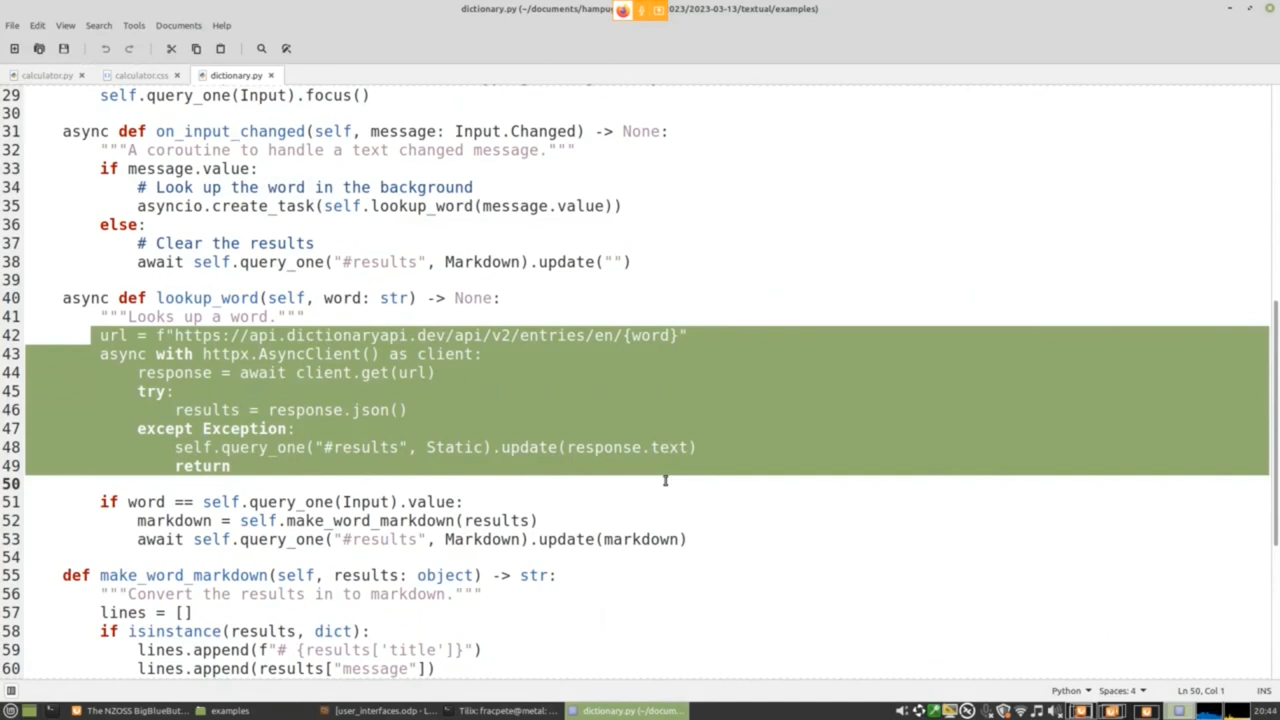 dictionary.py (~/documents/hampu 2023/2023-03-13/textual/examples)
File Edit View Search Tools Documents Help
calculator.py × calculator.css × dictionary.py ×
29 self.query_one(Input).focus()
30
31 async def on_input_changed(self, message: Input.Changed) -> None:
32 """A coroutine to handle a text changed message."""
33 if message.value:
34 # Look up the word in the background
35 asyncio.create_task(self.lookup_word(message.value))
36 else:
37 # Clear the results
38 await self.query_one("#results", Markdown).update("")
39
40 async def lookup_word(self, word: str) -> None:
41 """Looks up a word."""
42 url = f"https://api.dictionaryapi.dev/api/v2/entries/en/{word}"
43 async with httpx.AsyncClient() as client:
44 response = await client.get(url)
45 try:
46 results = response.json()
47 except Exception:
48 self.query_one("#results", Static).update(response.text)
49 return
50
51 if word == self.query_one(Input).value:
52 markdown = self.make_word_markdown(results)
53 await self.query_one("#results", Markdown).update(markdown)
54
55 def make_word_markdown(self, results: object) -> str:
56 """Convert the results in to markdown."""
57 lines = []
58 if isinstance(results, dict):
59 lines.append(f"# {results['title']}")
60 lines.append(results["message"])
Python Spaces: 4 Ln 50, Col 1 INS
The NZOSS BigBlueBut... examples [user_interfaces.odp - L... Tilix: fracpete@metal: ... dictionary.py (~/docum... 20:44